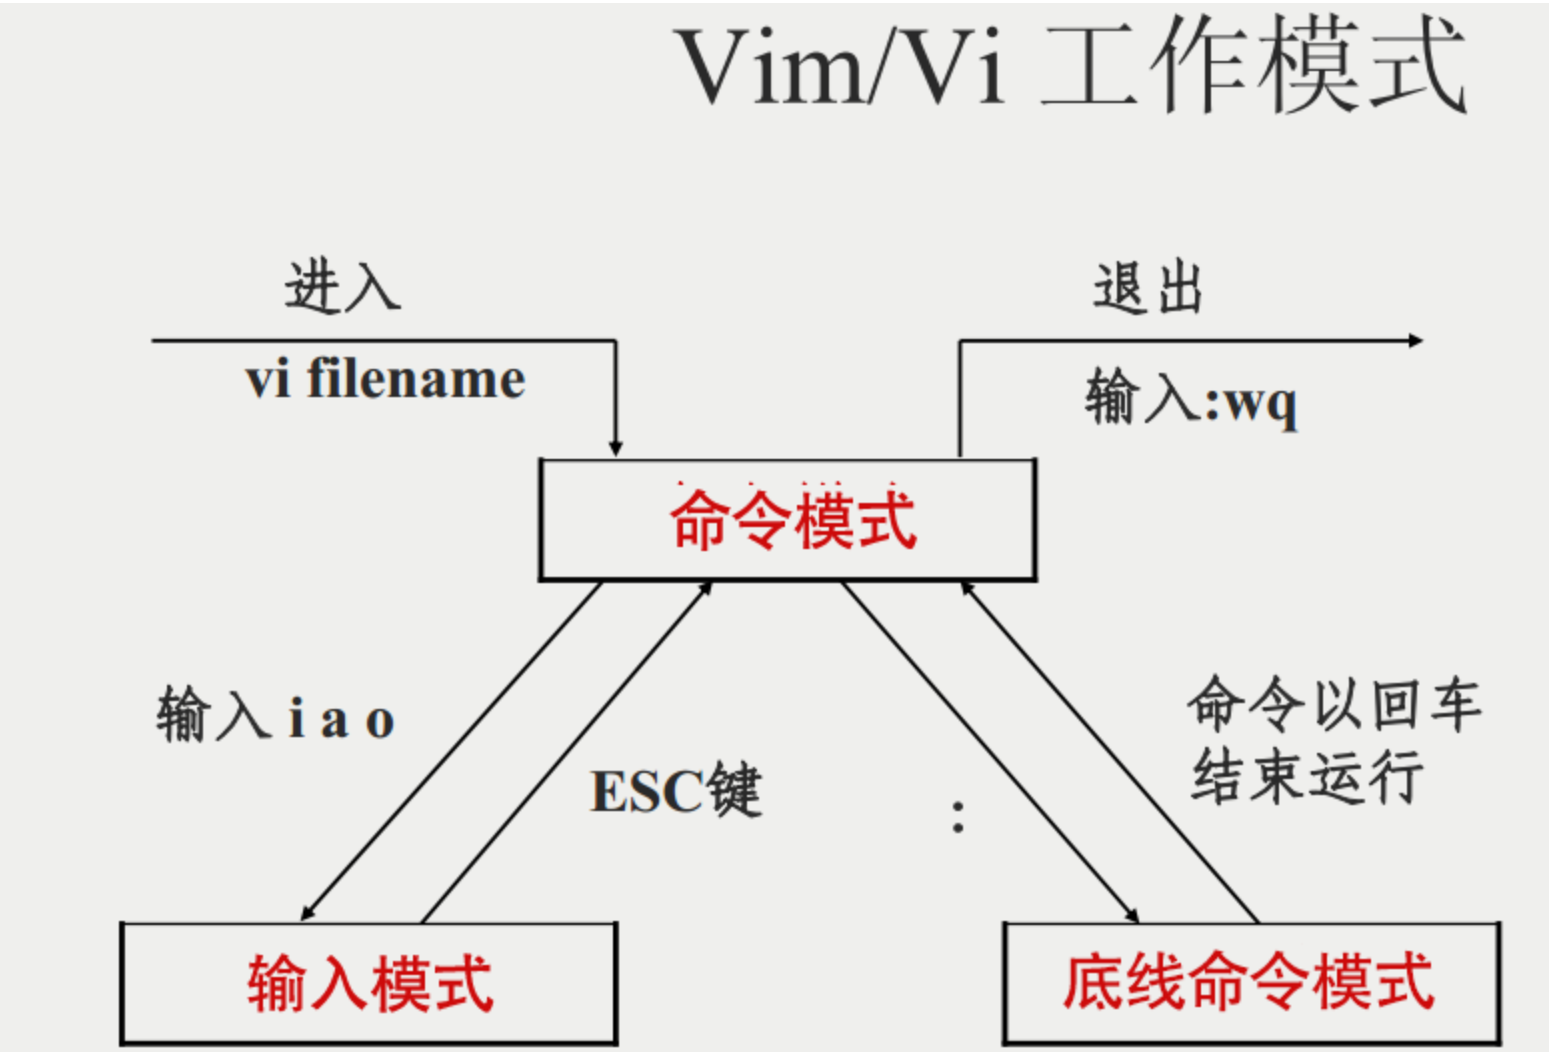 Vim/Vi 工作模式
进入
vi filename
退出
输入:wq
命令模式
输入 i a o
ESC键
:
命令以回车
结束运行
输入模式
底线命令模式